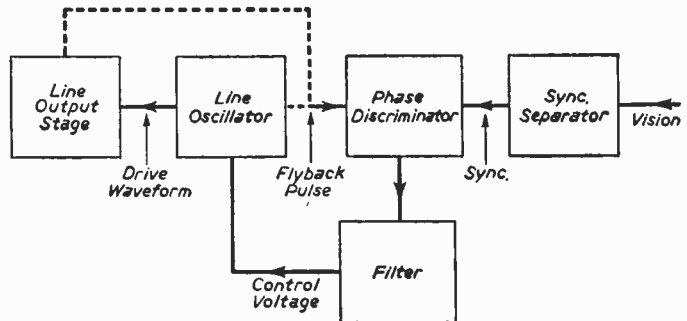 Line
Output
Stage
Line
Oscillator
Phase
Discriminator
Sync.
Separator
Vision
Drive
Waveform
Flyback
Pulse
Sync.
Filter
Control
Voltage